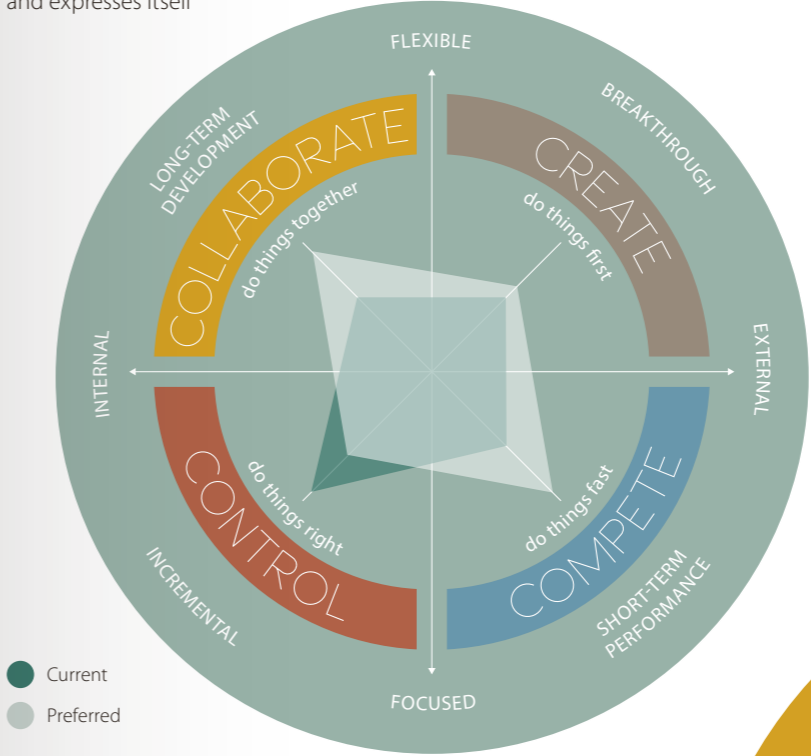 and expresses itself
FLEXIBLE
LONG-TERM
DEVELOPMENT
BREAKTHROUGH
COLLABORATE
CREATE
do things together
do things first
INTERNAL
EXTERNAL
do things right
do things fast
CONTROL
COMPETE
INCREMENTAL
SHORT-TERM
PERFORMANCE
Current
Preferred
FOCUSED